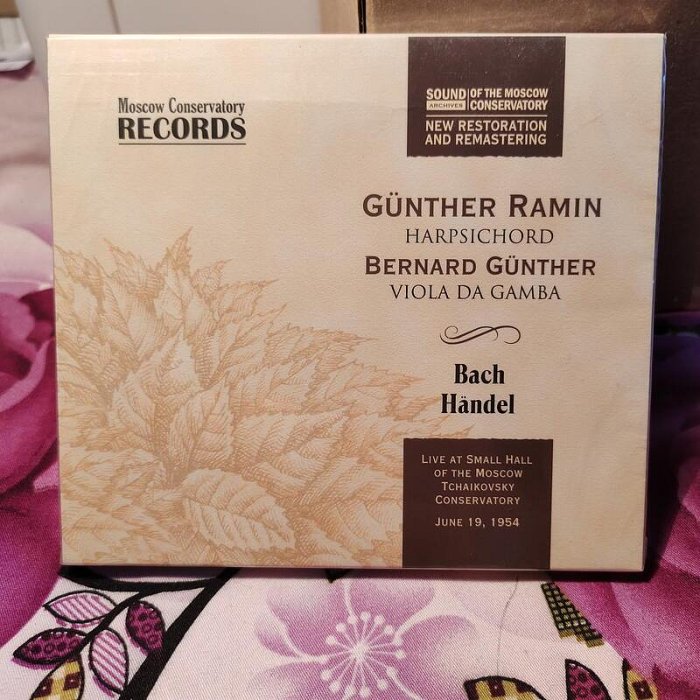 Moscow Conservatory
RECORDS
SOUND OF THE MOSCOW
ARCHIVES CONSERVATORY
NEW RESTORATION
AND REMASTERING
GÜNTHER RAMIN
HARPSICHORD
BERNARD GÜNTHER
VIOLA DA GAMBA
Bach
Händel
LIVE AT SMALL HALL
OF THE MOSCOW
TCHAIKOVSKY
CONSERVATORY
JUNE 19, 1954